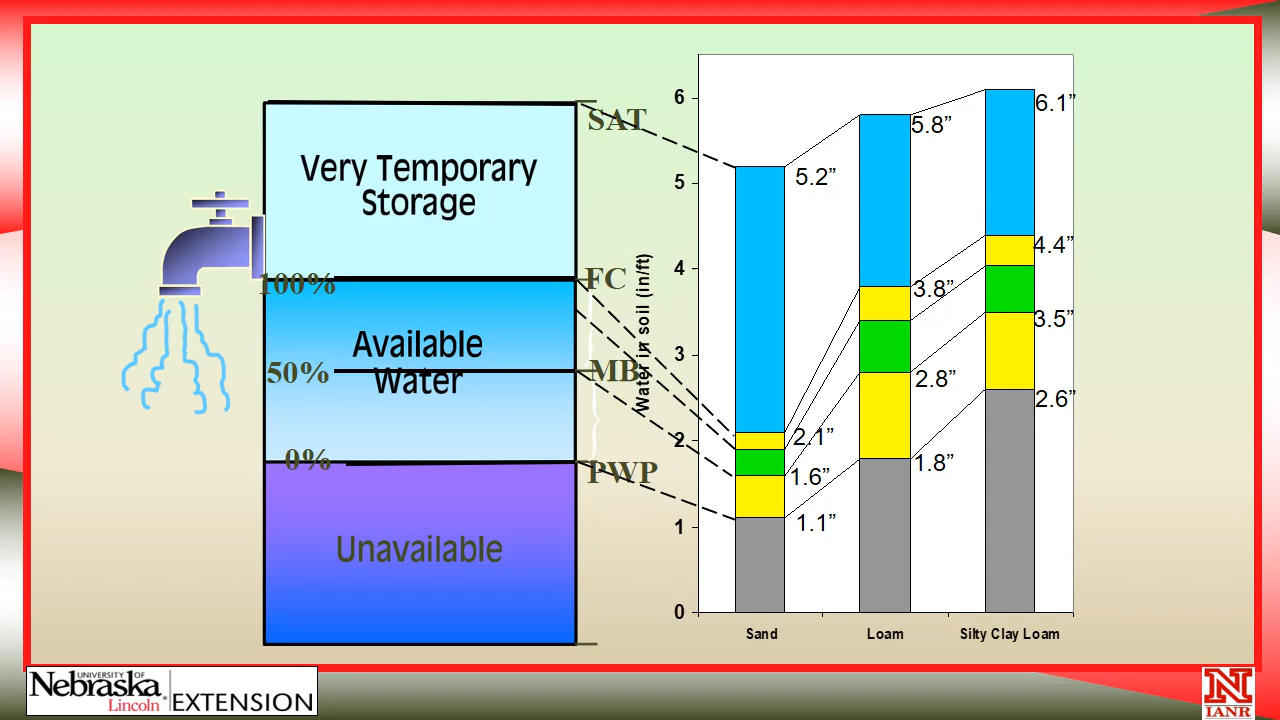 SAT
Very Temporary
Storage
100%
FC
Available
Water
50%
MB
0%
PWP
Unavailable
Water in soil (in/ft)
6
5
4
3
2
1
0
5.2”
2.1”
1.6”
1.1”
5.8”
3.8”
2.8”
1.8”
6.1”
4.4”
3.5”
2.6”
Sand
Loam
Silty Clay Loam
UNIVERSITY OF
Nebraska
Lincoln
EXTENSION
N
IANR